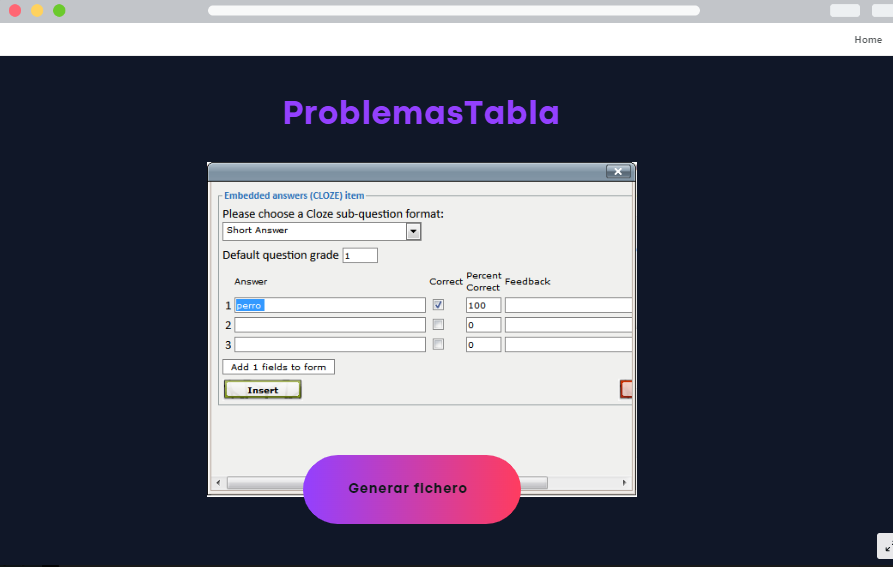 Home
ProblemasTabla
Embedded answers (CLOZE) item
Please choose a Cloze sub-question format:
Short Answer
Default question grade 1
Answer Correct Percent Correct Feedback
1 perro 100
2 0
3 0
Add 1 fields to form
Insert
Generar fichero